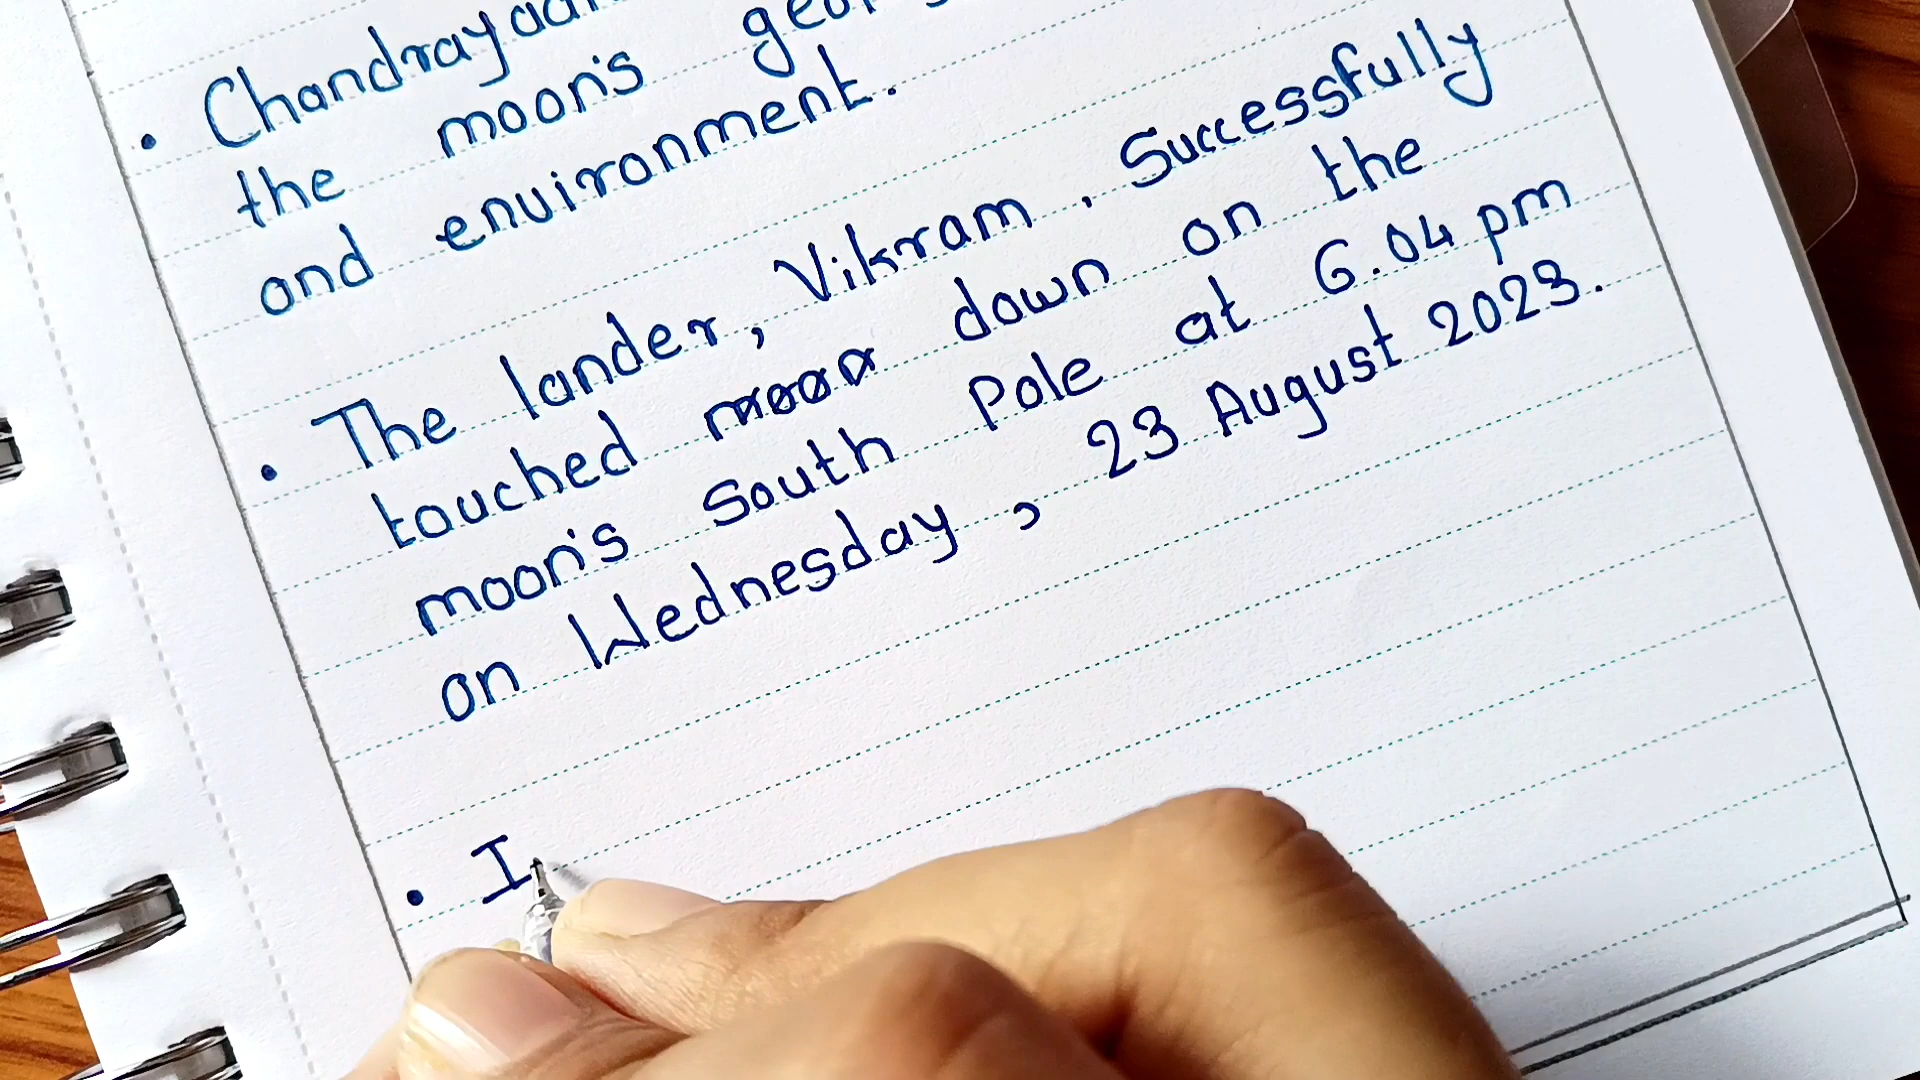 • Chandrayaan
the moon's geo
and environment.
• The lander, Vikram, Successfully
touched down on the
moon's South Pole at 6.04 pm
on Wednesday, 23 August 2023.
• I